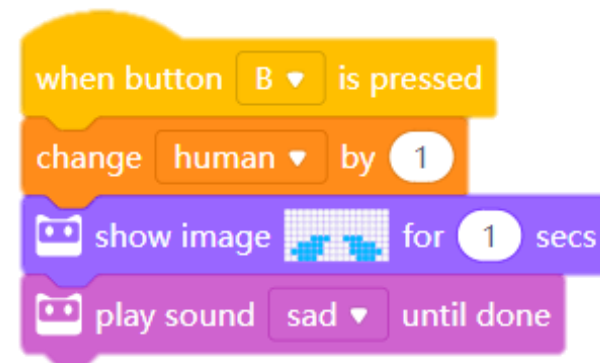 when button B is pressed
change human by 1
show image for 1 secs
play sound sad until done